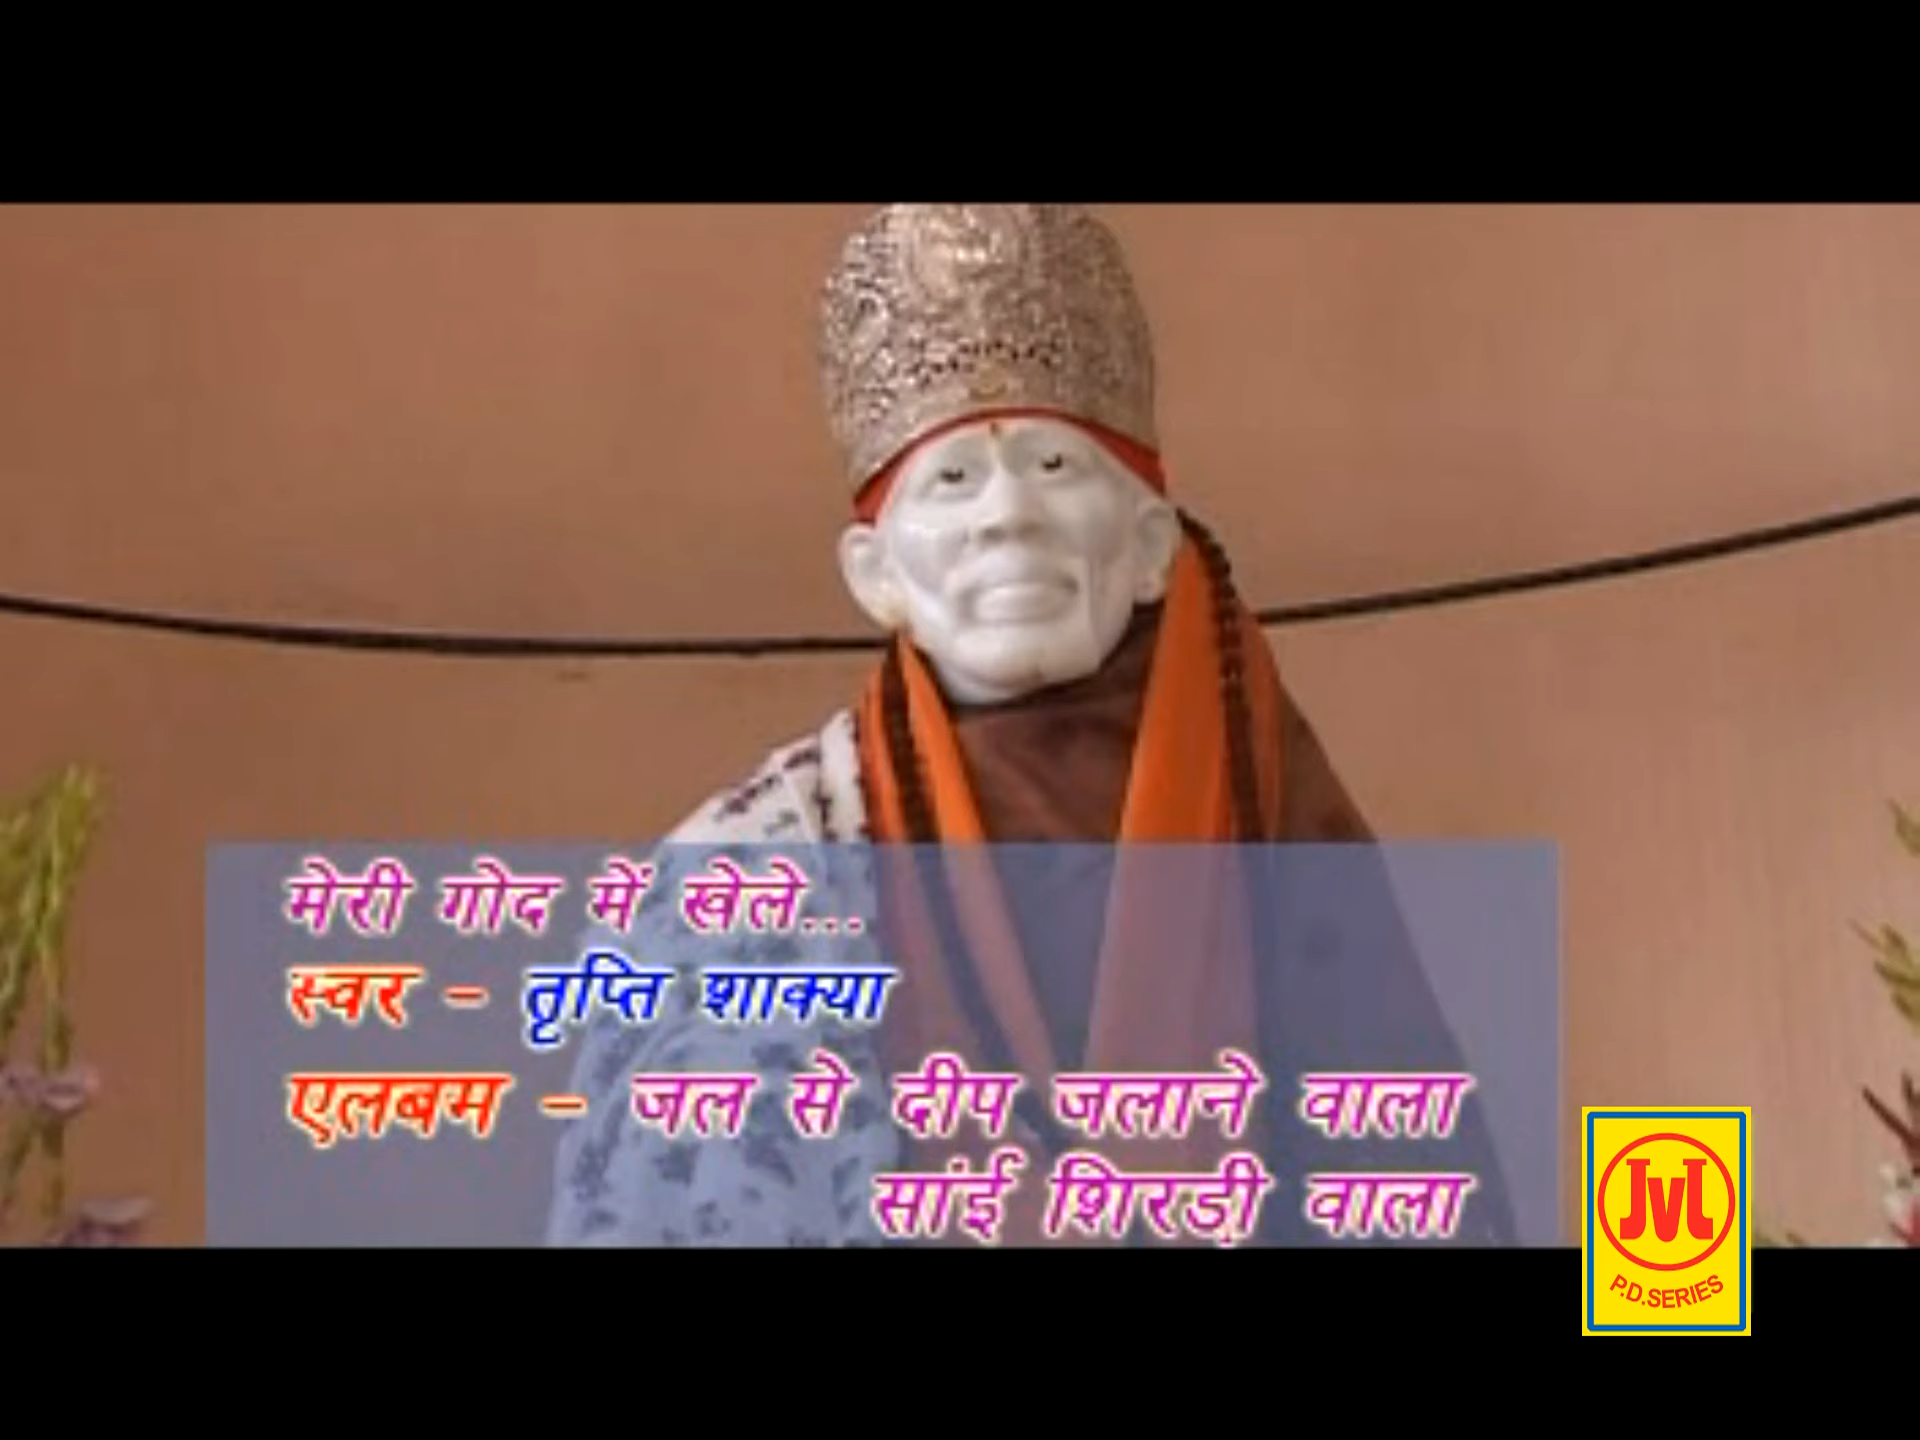 मेरी गोद में खेले...
स्वर - तृप्ति शाक्या
एलबम - जल से दीप जलाने वाला
सांई शिरड़ी वाला
JVL
P.D.SERIES